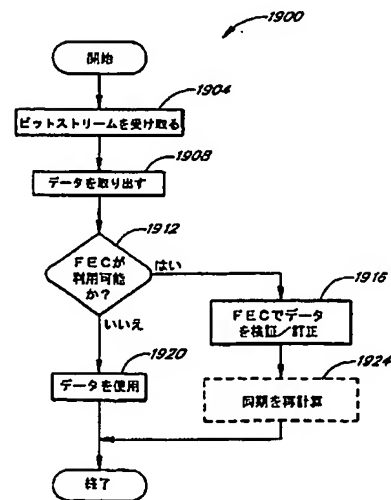 1900
開始
1904
ビットストリームを受け取る
1908
データを取り出す
1912
FECが
利用可能
か?
はい
いいえ
1916
FECでデータ
を検証/訂正
1920
データを使用
1924
同期を再計算
終了